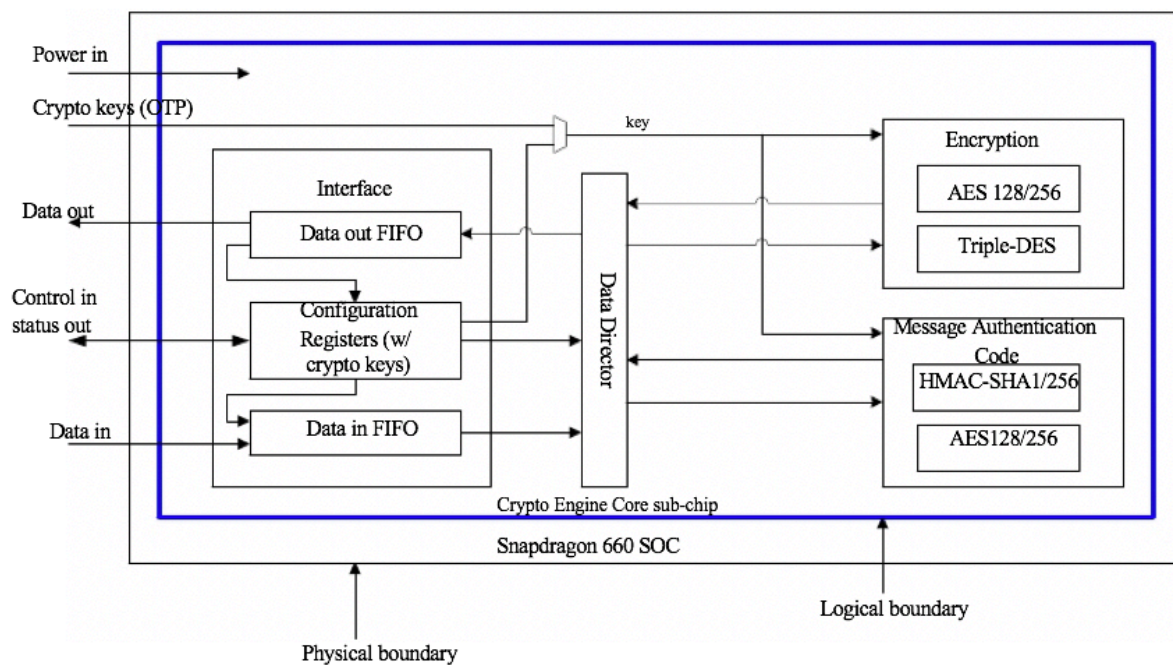 Power in
Crypto keys (OTP)
key
Encryption
AES 128/256
Triple-DES
Interface
Data out
Data out FIFO
Control in
status out
Configuration
Registers (w/
crypto keys)
Data Director
Message Authentication
Code
HMAC-SHA1/256
AES128/256
Data in
Data in FIFO
Crypto Engine Core sub-chip
Snapdragon 660 SOC
Logical boundary
Physical boundary